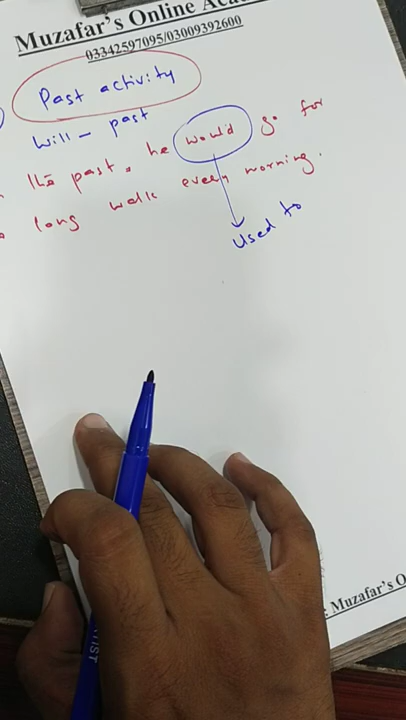 Muzafar's Online Aca
03342597095/03009392600
Past activity
Will - past
the past, he would go for
long walk every morning.
Used to
Muzafar's O
ARTIST